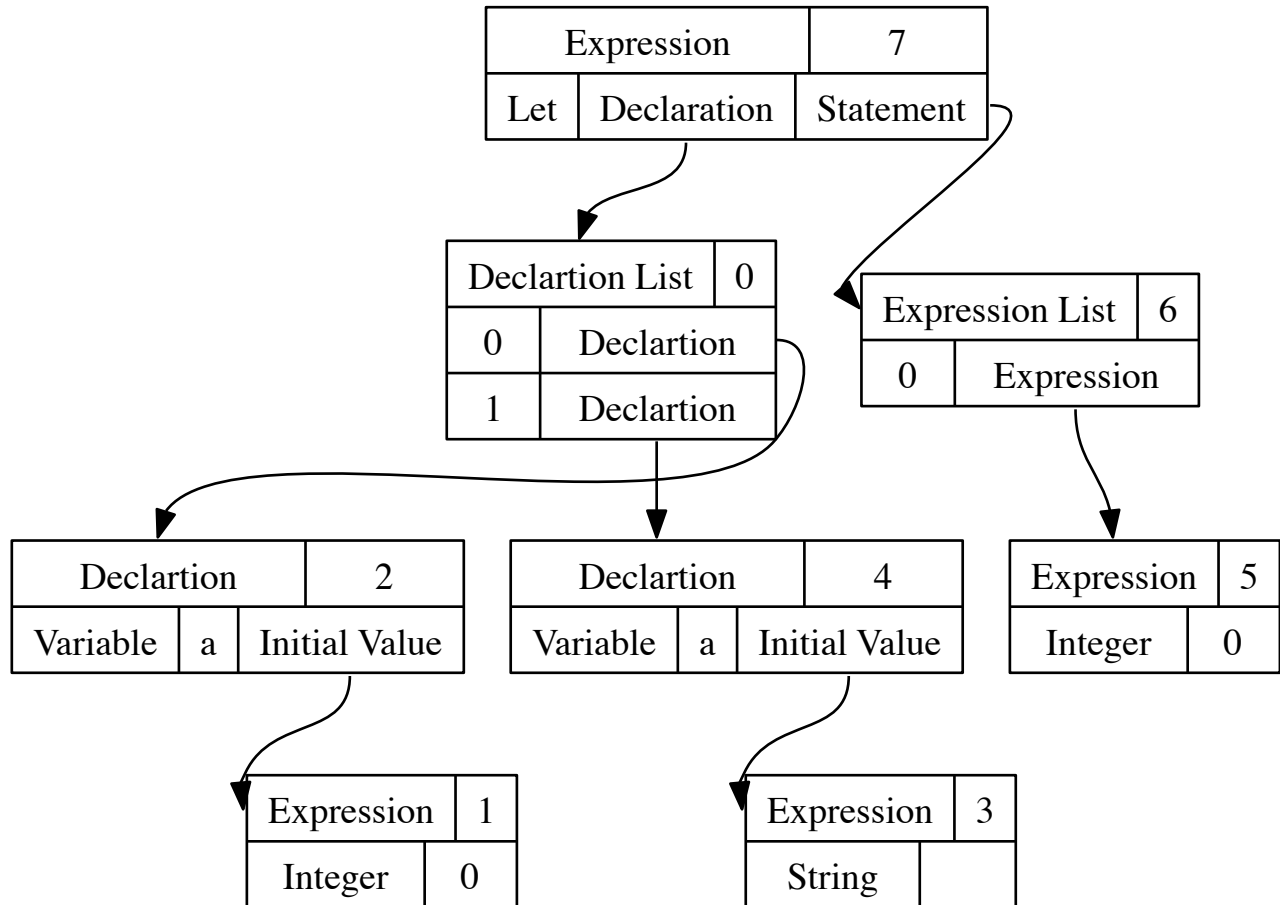 Expression 7
Let Declaration Statement
Declartion List 0
0 Declartion
1 Declartion
Expression List 6
0 Expression
Declartion 2
Variable a Initial Value
Declartion 4
Variable a Initial Value
Expression 5
Integer 0
Expression 1
Integer 0
Expression 3
String